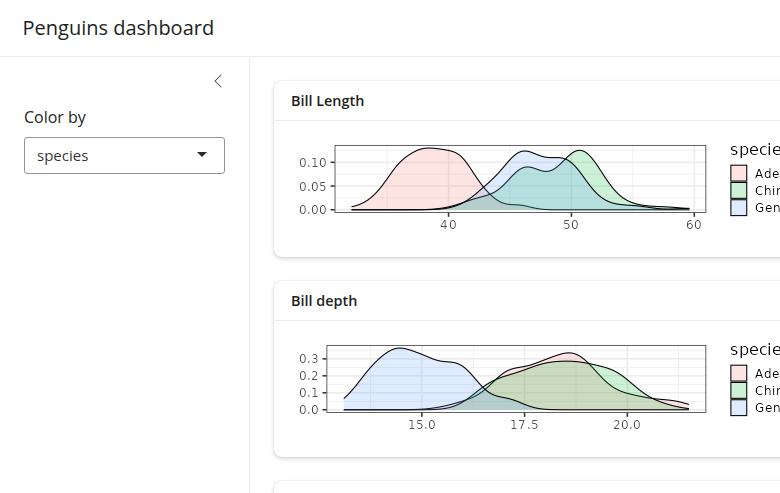 Penguins dashboard
Color by
species
Bill Length
0.10
0.05
0.00
40 50 60
specie
Ade
Chir
Gen
Bill depth
0.3
0.2
0.1
0.0
15.0 17.5 20.0
specie
Ade
Chir
Gen